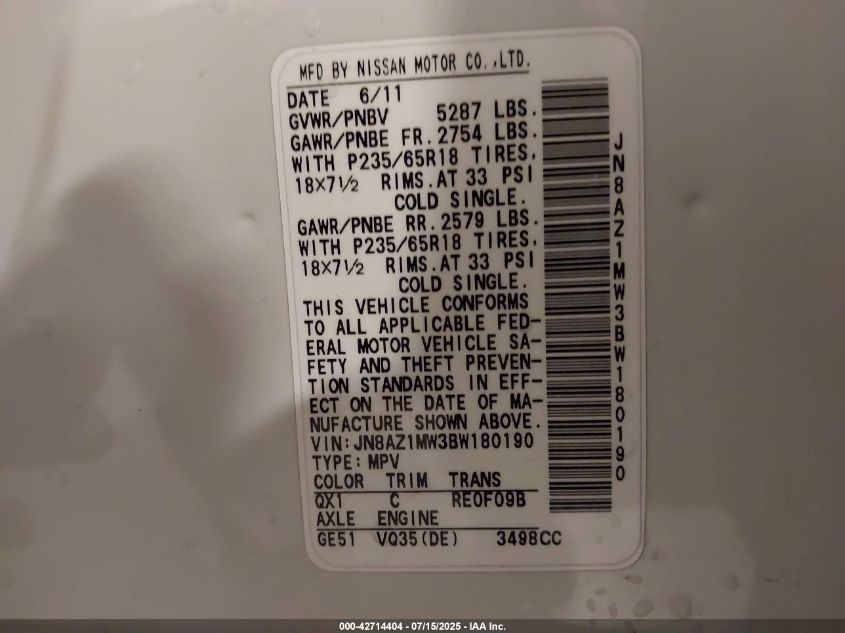 MFD BY NISSAN MOTOR CO.,LTD.
DATE 6/11
GVWR/PNBV 5287 LBS.
GAWR/PNBE FR. 2754 LBS.
WITH P235/65R18 TIRES,
18×7½ RIMS. AT 33 PSI
COLD SINGLE.
GAWR/PNBE RR. 2579 LBS.
WITH P235/65R18 TIRES,
18×7½ RIMS. AT 33 PSI
COLD SINGLE.
THIS VEHICLE CONFORMS
TO ALL APPLICABLE FED-
ERAL MOTOR VEHICLE SA-
FETY AND THEFT PREVEN-
TION STANDARDS IN EFF-
ECT ON THE DATE OF MA-
NUFACTURE SHOWN ABOVE.
VIN: JN8AZ1MW3BW180190
TYPE: MPV
COLOR TRIM TRANS
QX1 C RE0F09B
AXLE ENGINE
GE51 VQ35(DE) 3498CC
JN8AZ1MW3BW180190
000-42714404 - 07/15/2025 - IAA Inc.